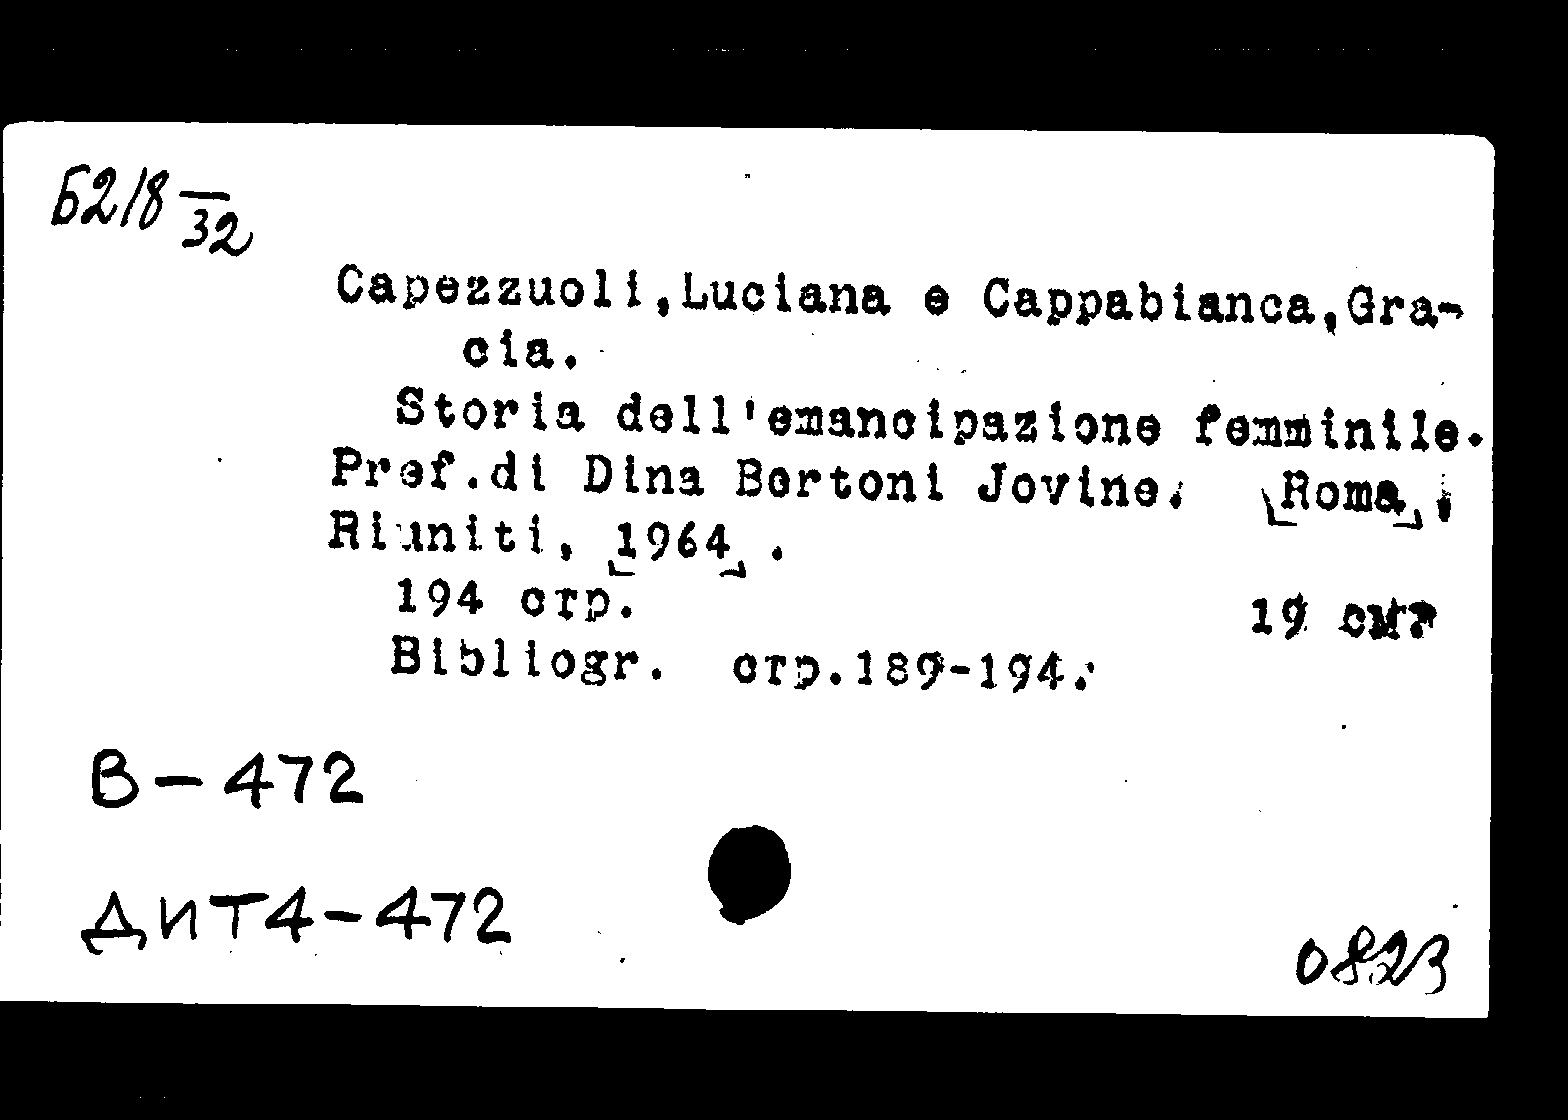 Б218 —
32
Capezzuoli,Luciana e Cappabianca,Gra-
cia.
Storia dell'emancipazione femminile.
Pref.di Dina Bertoni Jovine. [Roma],
Riuniti, [1964].
194 стр. 19 см.
Bibliogr. стр.189-194.
В-472
ДИТ4-472
0823